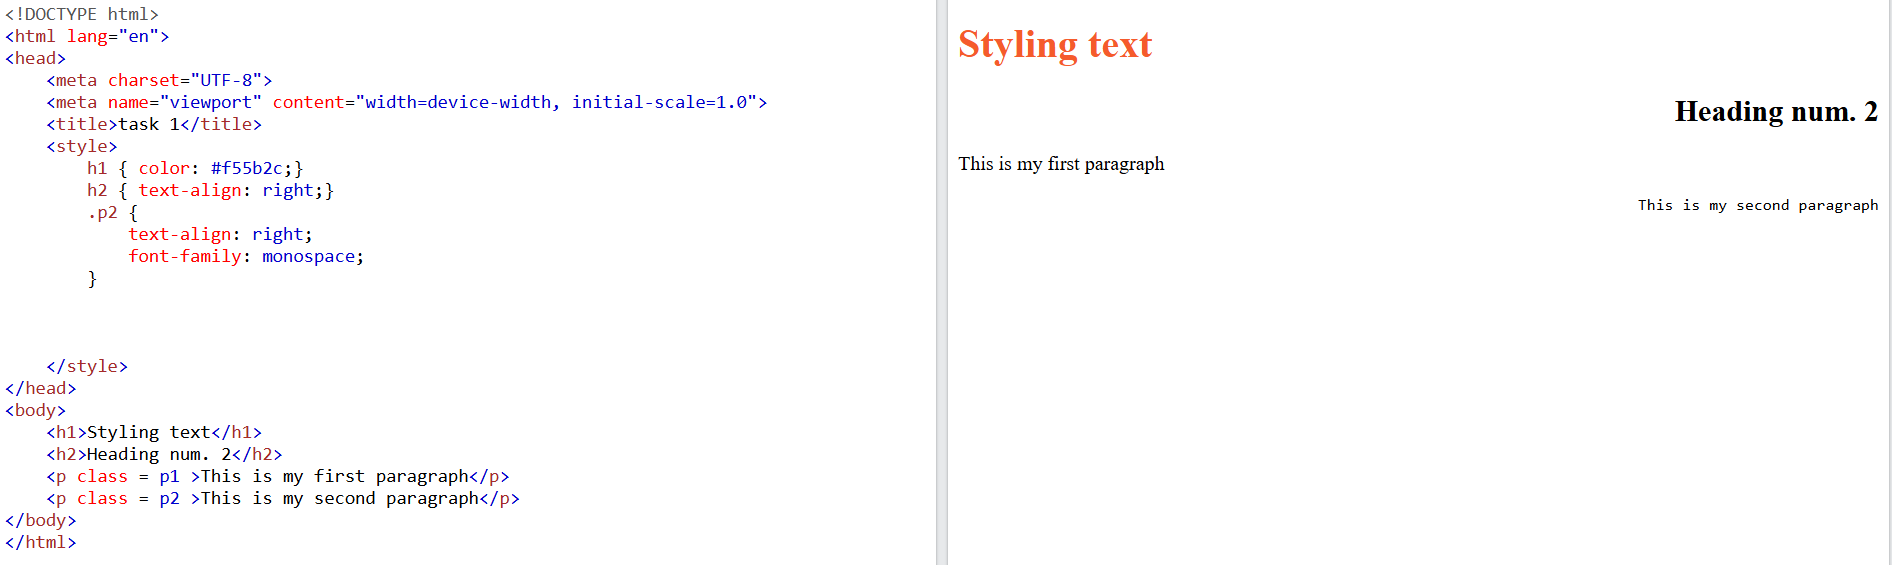 <!DOCTYPE html>
<html lang="en">
<head>
    <meta charset="UTF-8">
    <meta name="viewport" content="width=device-width, initial-scale=1.0">
    <title>task 1</title>
    <style>
        h1 { color: #f55b2c;}
        h2 { text-align: right;}
        .p2 {
            text-align: right;
            font-family: monospace;
        }
    </style>
</head>
<body>
    <h1>Styling text</h1>
    <h2>Heading num. 2</h2>
    <p class = p1 >This is my first paragraph</p>
    <p class = p2 >This is my second paragraph</p>
</body>
</html>
Styling text
Heading num. 2
This is my first paragraph
This is my second paragraph